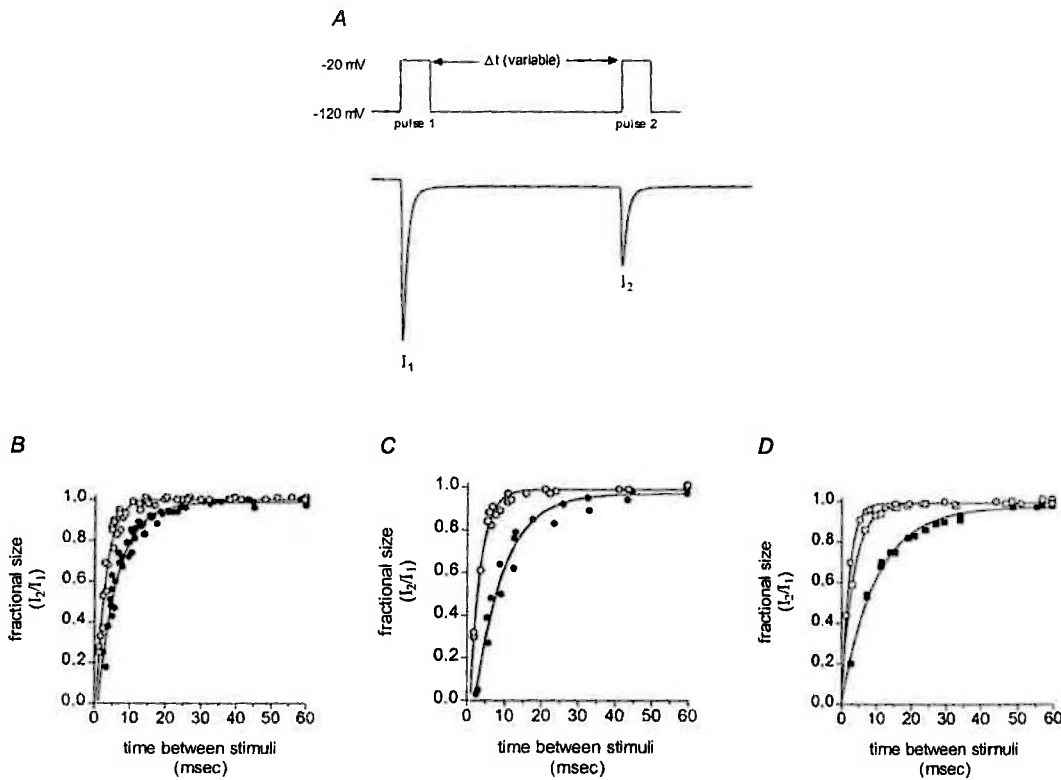 A
-20 mV
Δt (variable)
-120 mV
pulse 1
pulse 2
I₁
I₂
B
C
D
fractional size
(I₂/I₁)
1.0
0.8
0.6
0.4
0.2
0.0
0 10 20 30 40 50 60
time between stimuli
(msec)
fractional size
(I₂/I₁)
1.0
0.8
0.6
0.4
0.2
0.0
0 10 20 30 40 50 60
time between stimuli
(msec)
fractional size
(I₂/I₁)
1.0
0.8
0.6
0.4
0.2
0.0
0 10 20 30 40 50 60
time between stimuli
(msec)